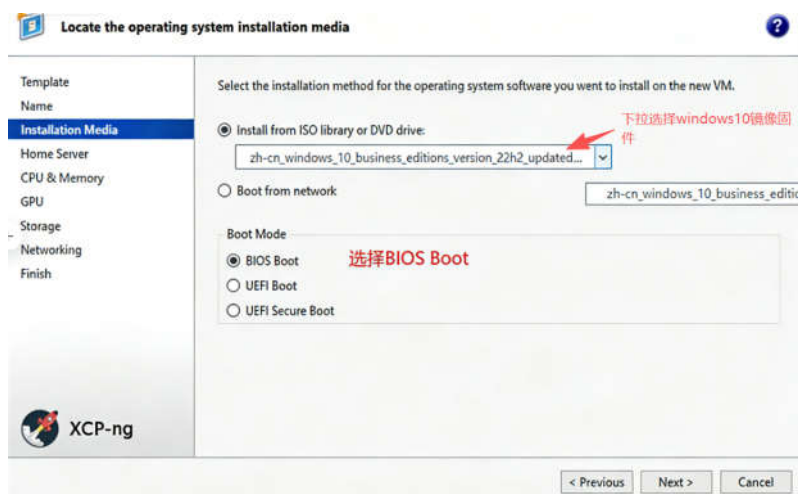 Locate the operating system installation media
Template
Name
Installation Media
Home Server
CPU & Memory
GPU
Storage
Networking
Finish
Select the installation method for the operating system software you went to install on the new VM.
下拉选择windows10镜像固
件
Install from ISO library or DVD drive:
zh-cn_windows_10_business_editions_version_22h2_updated...
Boot from network
zh-cn_windows_10_business_editic
Boot Mode
BIOS Boot
选择BIOS Boot
UEFI Boot
UEFI Secure Boot
XCP-ng
< Previous
Next >
Cancel